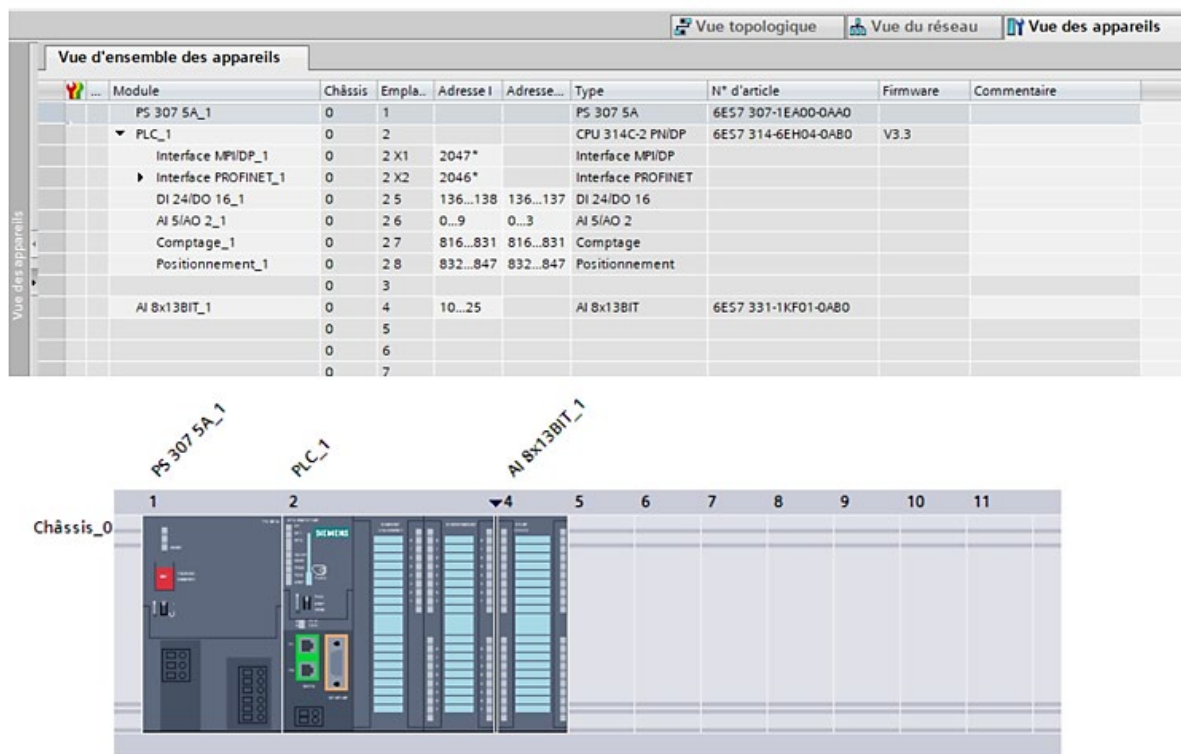 Vue topologique Vue du réseau Vue des appareils
Vue d'ensemble des appareils
... Module Châssis Empla.. Adresse I Adresse... Type N° d'article Firmware Commentaire
PS 307 5A_1 0 1 PS 307 5A 6ES7 307-1EA00-0AA0
PLC_1 0 2 CPU 314C-2 PN/DP 6ES7 314-6EH04-0AB0 V3.3
Interface MPI/DP_1 0 2 X1 2047* Interface MPI/DP
Interface PROFINET_1 0 2 X2 2046* Interface PROFINET
DI 24/DO 16_1 0 2 5 136...138 136...137 DI 24/DO 16
AI 5/AO 2_1 0 2 6 0...9 0...3 AI 5/AO 2
Comptage_1 0 2 7 816...831 816...831 Comptage
Positionnement_1 0 2 8 832...847 832...847 Positionnement
0 3
AI 8x13BIT_1 0 4 10...25 AI 8x13BIT 6ES7 331-1KF01-0AB0
0 5
0 6
0 7
Vue des appareils
PS 307 5A_1 PLC_1 AI 8x13BIT_1
1 2 4 5 6 7 8 9 10 11
Châssis_0
SIEMENS